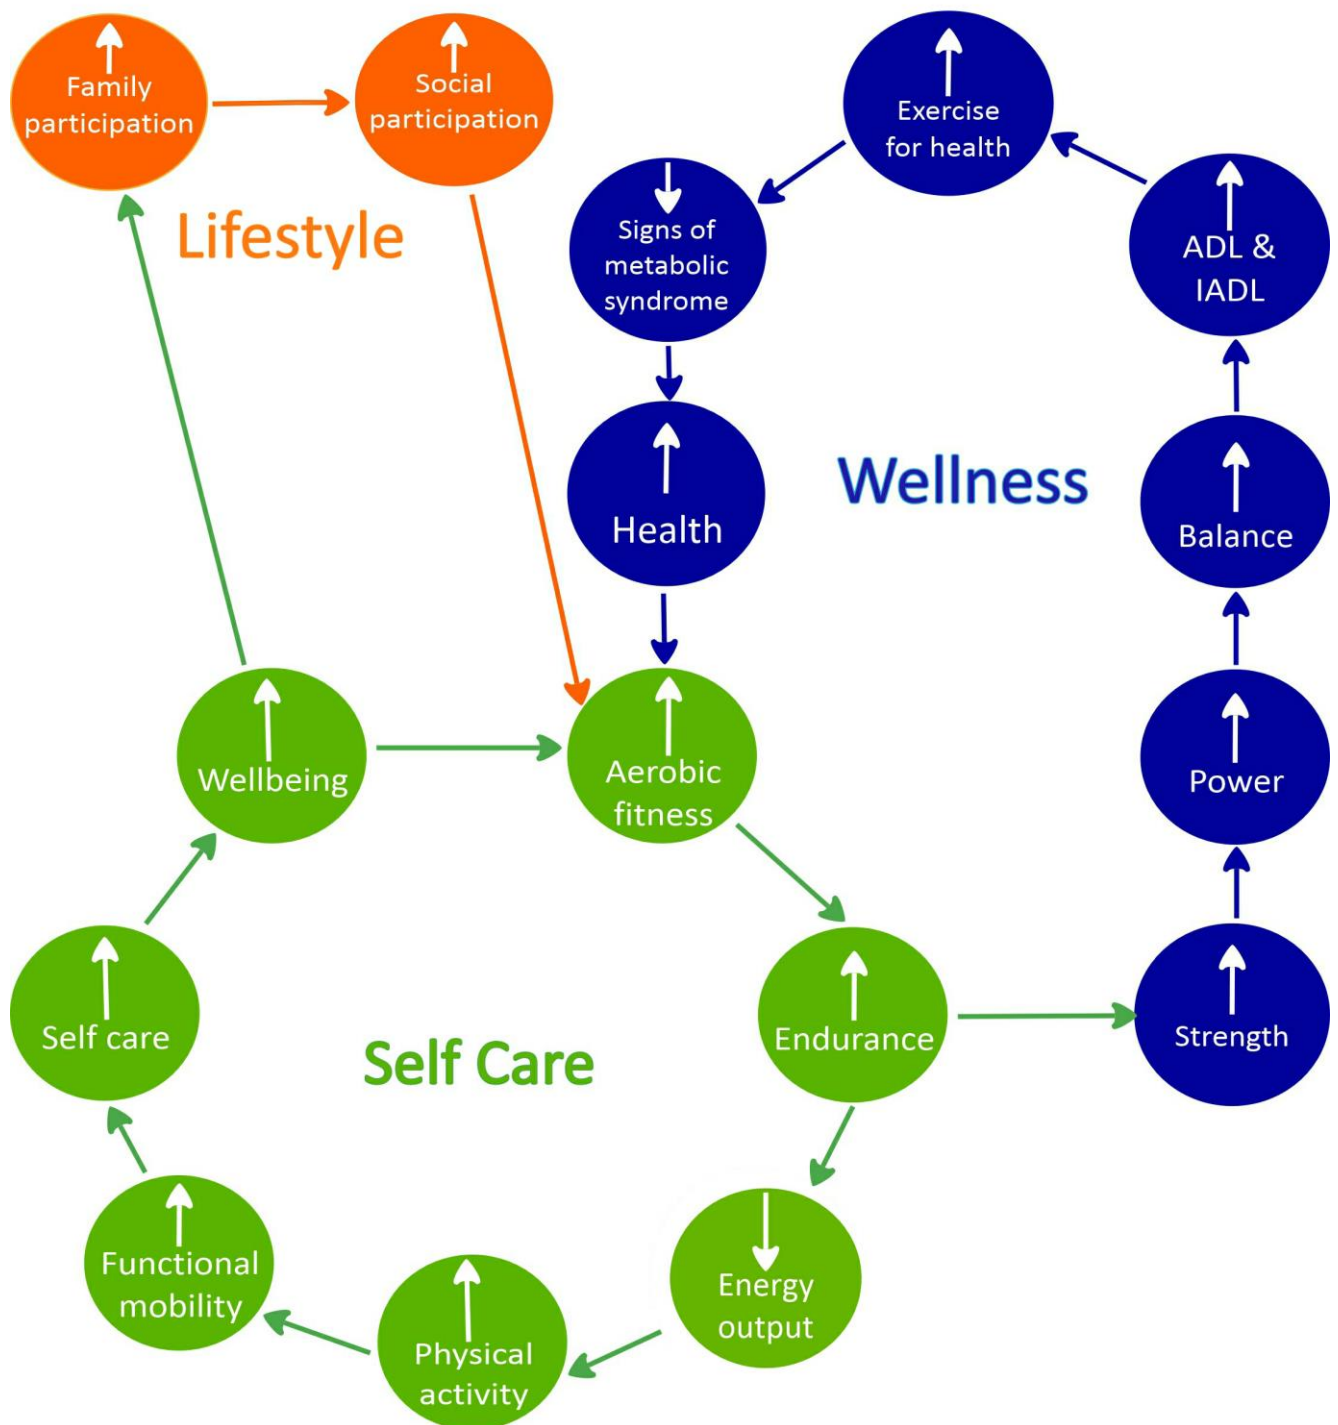 Family
participation
Social
participation
Exercise
for health
Signs of
metabolic
syndrome
ADL &
IADL
Lifestyle
Health
Wellness
Balance
Wellbeing
Aerobic
fitness
Power
Self care
Self Care
Endurance
Strength
Functional
mobility
Energy
output
Physical
activity